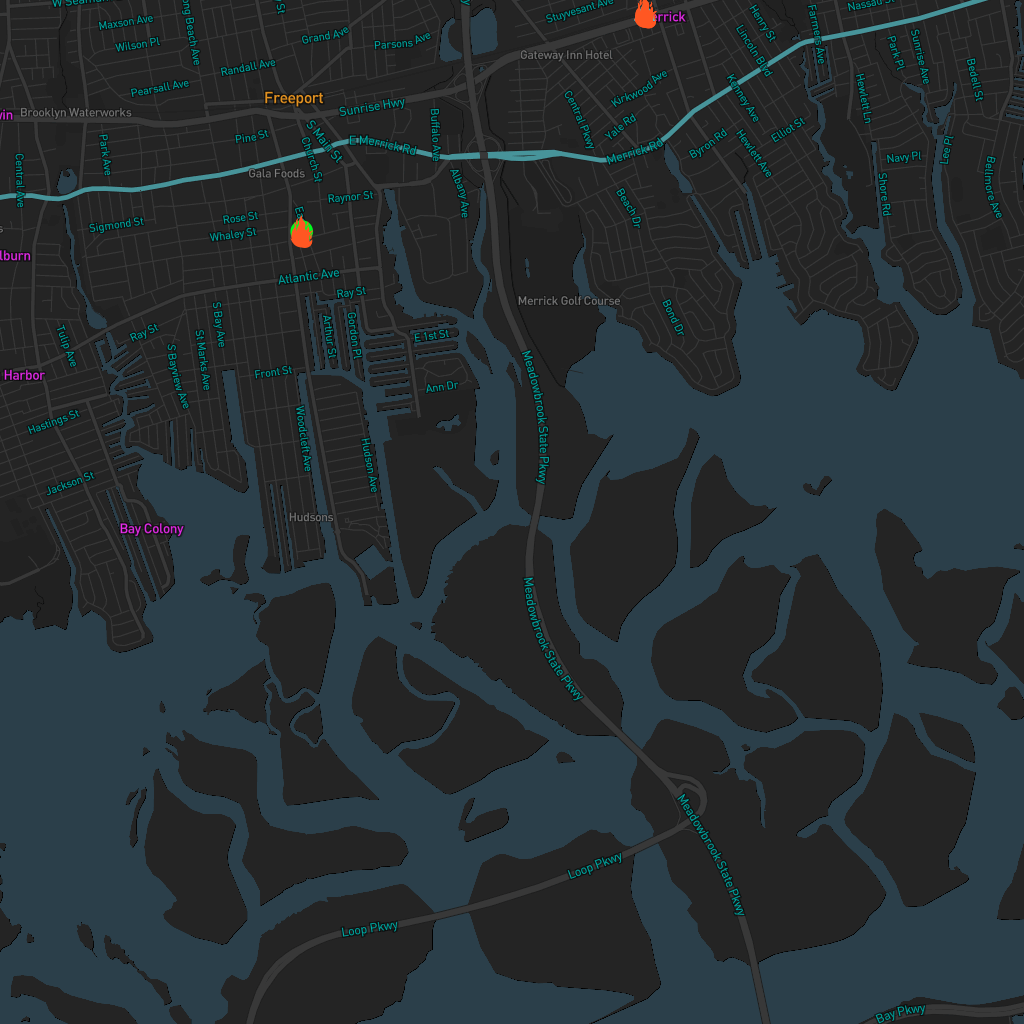 Stuyvesant Ave
Nassau St
Maxson Ave
Long Beach Ave
errick
Henry St
Farmers Ave
Wilson Pl
Grand Ave
Parsons Ave
Gateway Inn Hotel
Lincoln Blvd
Park Pl
Sunrise Ave
Randall Ave
Bedell St
Pearsall Ave
Kirkwood Ave
Kenney Ave
Hewlett Ln
Freeport
Sunrise Hwy
Brooklyn Waterworks
Central Pkwy
Yale Rd
Pine St
S Main St
Buffalo Ave
Elliot St
Park Ave
Church St
E Merrick Rd
Merrick Rd
Byron Rd
Hewlett Ave
Navy Pl
Lee Pl
Central Ave
Gala Foods
Albany Ave
Shore Rd
Bellmore Ave
Raynor St
Beach Dr
Rose St
Sigmond St
Whaley St
lburn
Atlantic Ave
Ray St
Merrick Golf Course
Bond Dr
S Bay Ave
Arthur St
Gordon Pl
Ray St
E 1st St
Tulip Ave
St Marks Ave
S Bayview Ave
Harbor
Front St
Ann Dr
Meadowbrook State Pkwy
Hastings St
Woodcleft Ave
Hudson Ave
Jackson St
Hudsons
Bay Colony
Meadowbrook State Pkwy
Meadowbrook State Pkwy
Loop Pkwy
Loop Pkwy
Bay Pkwy